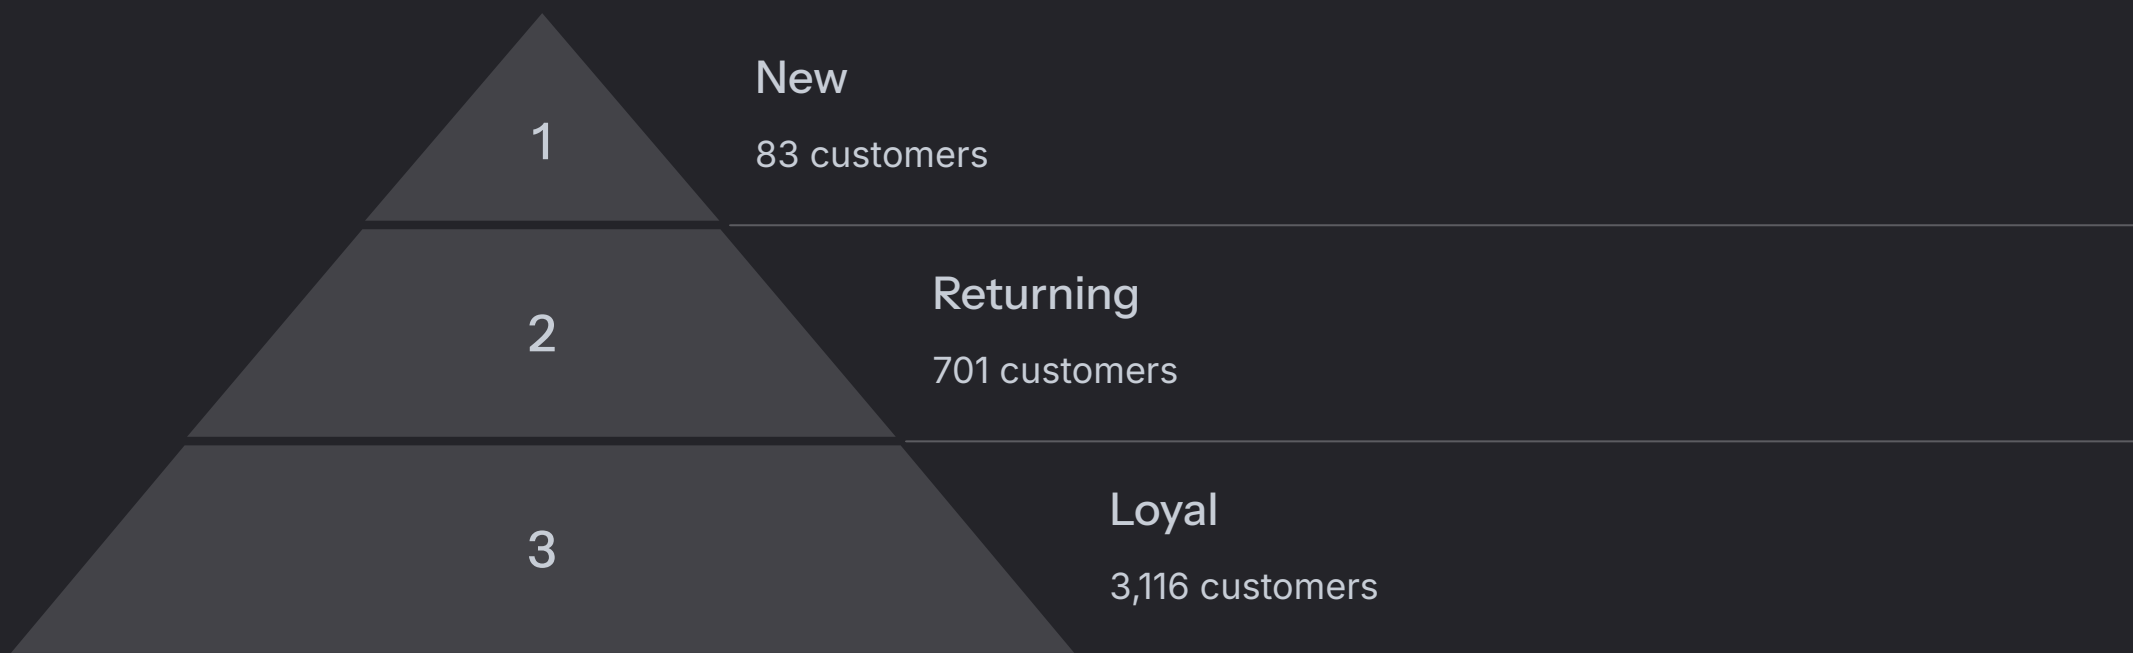 1
New
83 customers
2
Returning
701 customers
3
Loyal
3,116 customers